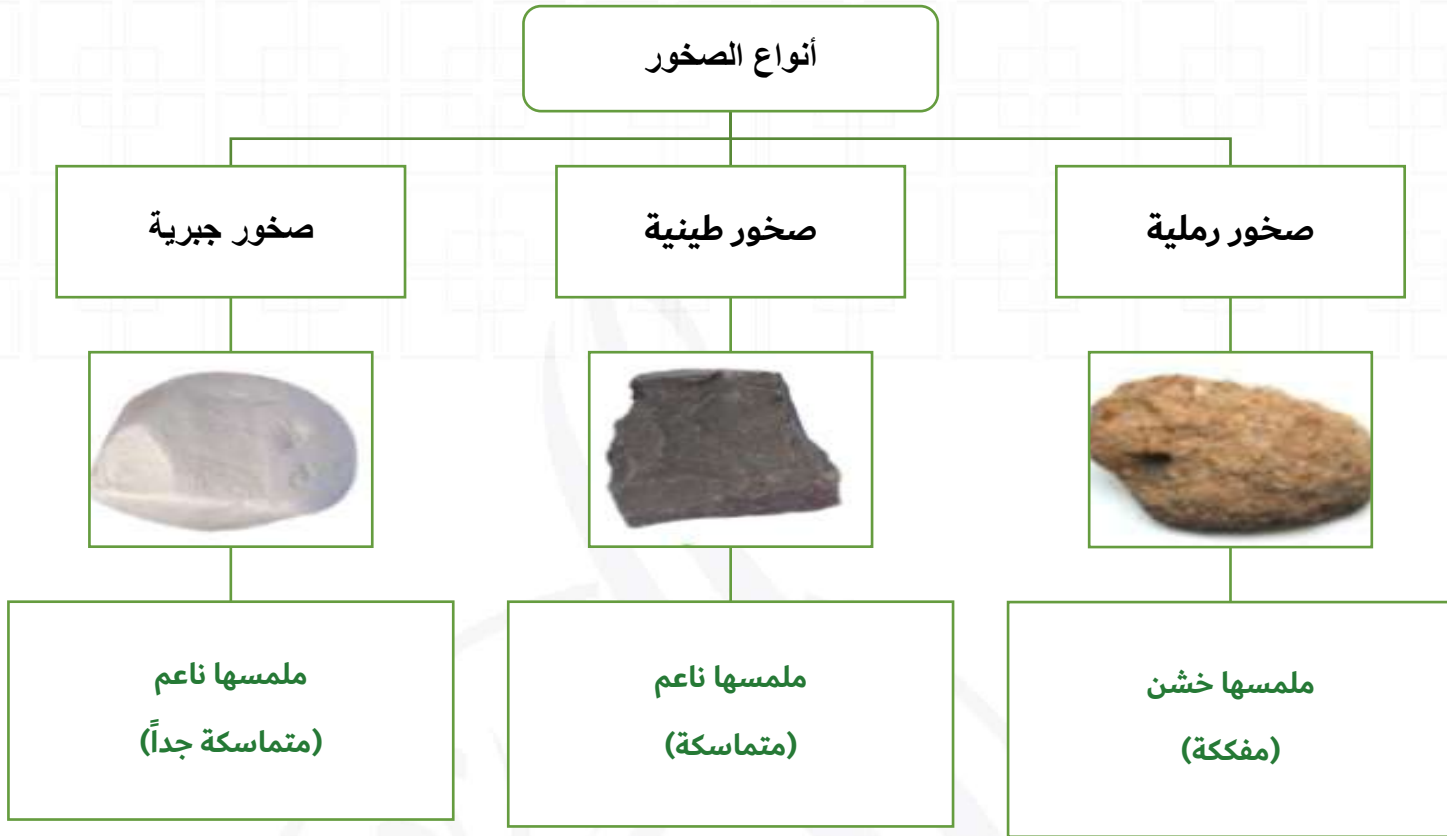 أنواع الصخور
صخور رملية
صخور طينية
صخور جبرية
ملمسها خشن
(مفككة)
ملمسها ناعم
(متماسكة)
ملمسها ناعم
(متماسكة جداً)